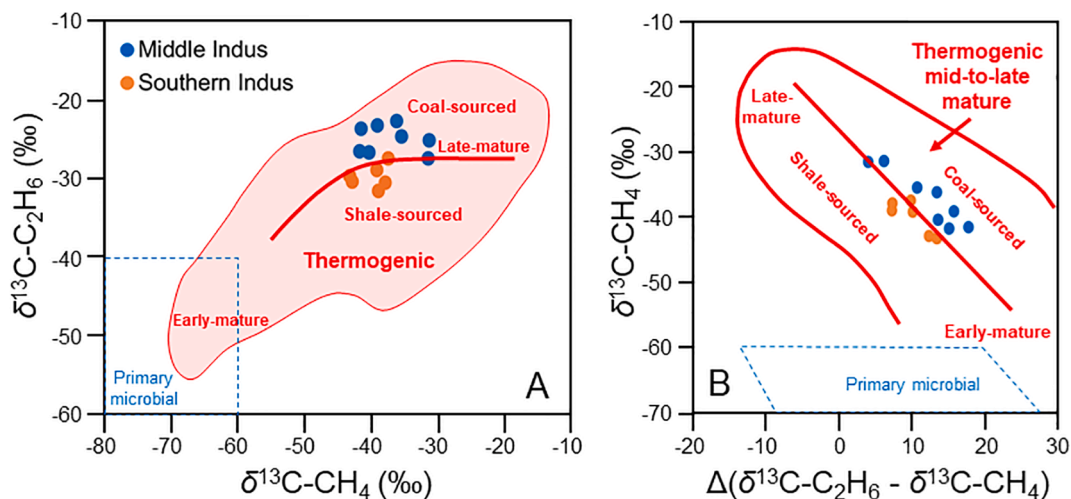 -10
-20
-30
-40
-50
-60
δ¹³C-C₂H₆ (‰)
Middle Indus
Southern Indus
Coal-sourced
Late-mature
Shale-sourced
Thermogenic
Early-mature
Primary
microbial
A
-80
-70
-60
-50
-40
-30
-20
-10
δ¹³C-CH₄ (‰)
-10
-20
-30
-40
-50
-60
-70
δ¹³C-CH₄ (‰)
Thermogenic
mid-to-late
mature
Late-
mature
Shale-sourced
Coal-sourced
Early-mature
Primary microbial
B
-20
-10
0
10
20
30
Δ(δ¹³C-C₂H₆ - δ¹³C-CH₄)